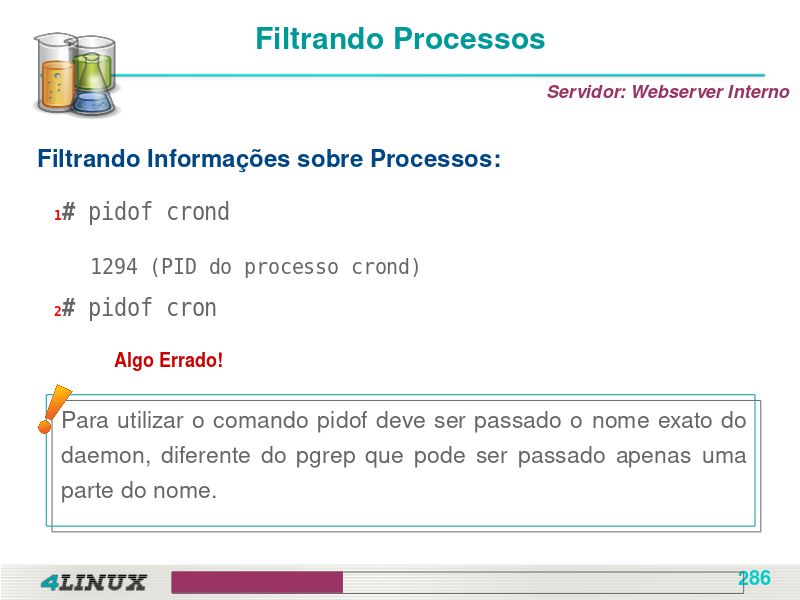 Filtrando Processos
Servidor: Webserver Interno
Filtrando Informações sobre Processos:
1# pidof crond
1294 (PID do processo crond)
2# pidof cron
Algo Errado!
Para utilizar o comando pidof deve ser passado o nome exato do
daemon, diferente do pgrep que pode ser passado apenas uma
parte do nome.
4LINUX
286